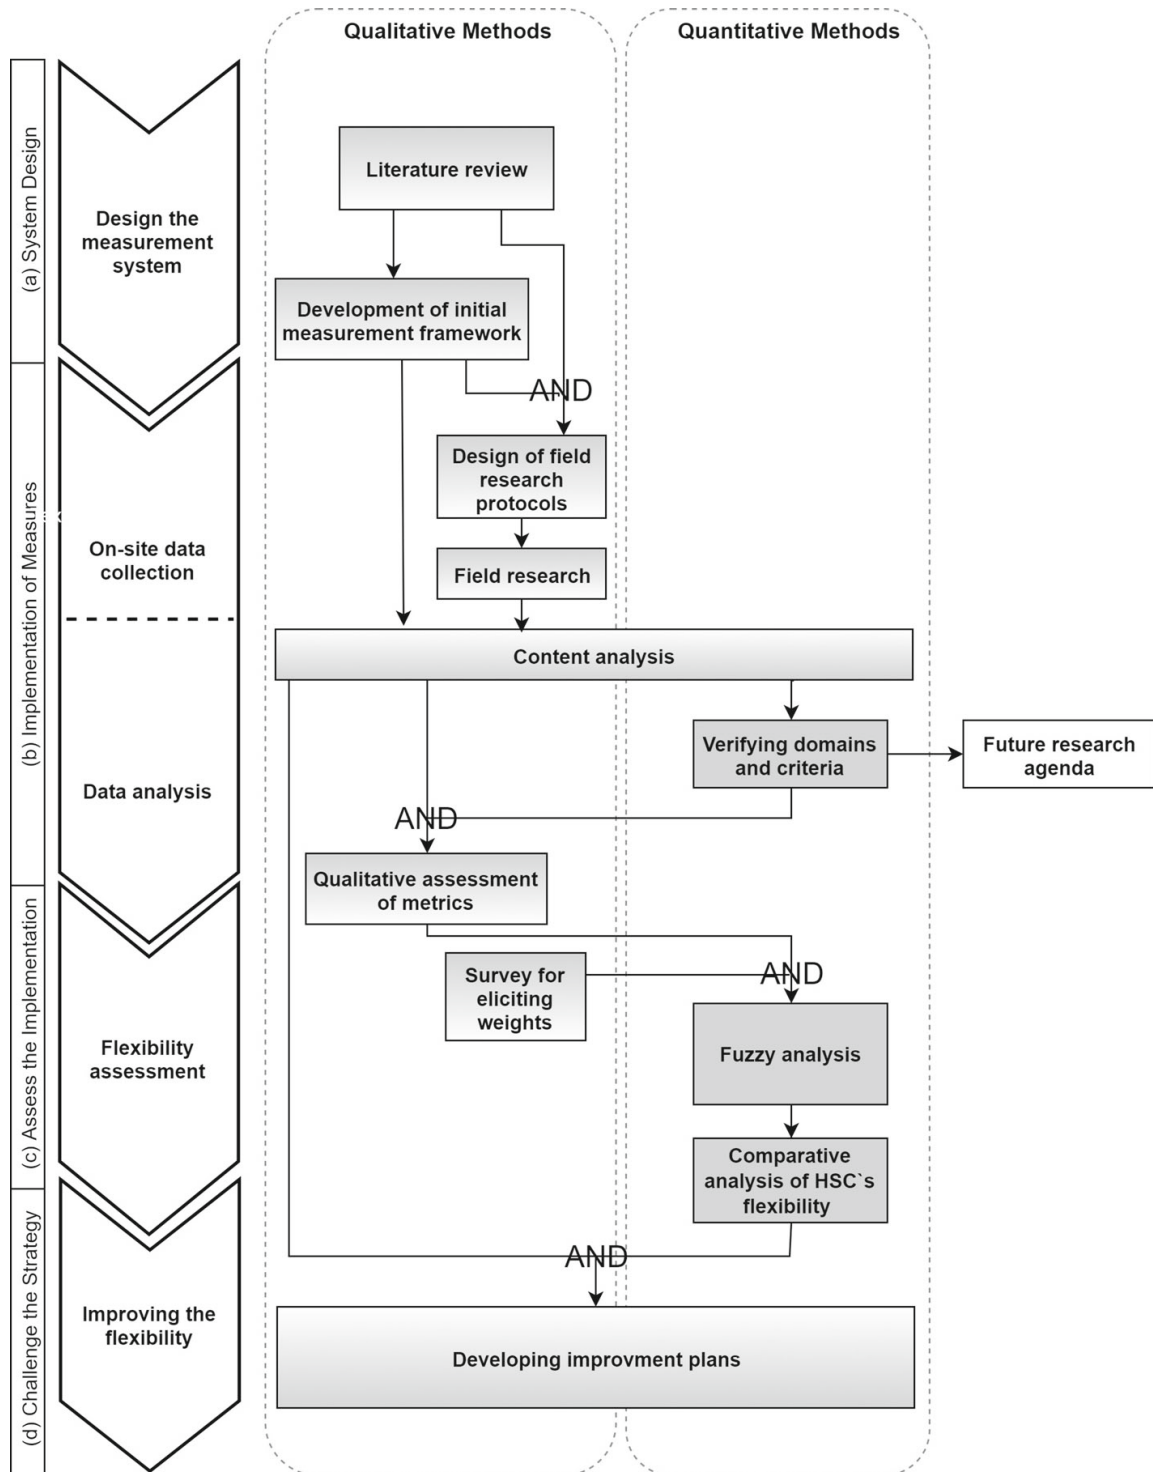 Qualitative Methods
Quantitative Methods
(a) System Design
Design the
measurement
system
Literature review
Development of initial
measurement framework
AND
(b) Implementation of Measures
On-site data
collection
Design of field
research
protocols
Field research
Content analysis
Data analysis
Verifying domains
and criteria
Future research
agenda
AND
Qualitative assessment
of metrics
(c) Assess the Implementation
Flexibility
assessment
Survey for
eliciting
weights
AND
Fuzzy analysis
Comparative
analysis of HSC`s
flexibility
(d) Challenge the Strategy
Improving the
flexibility
AND
Developing improvment plans